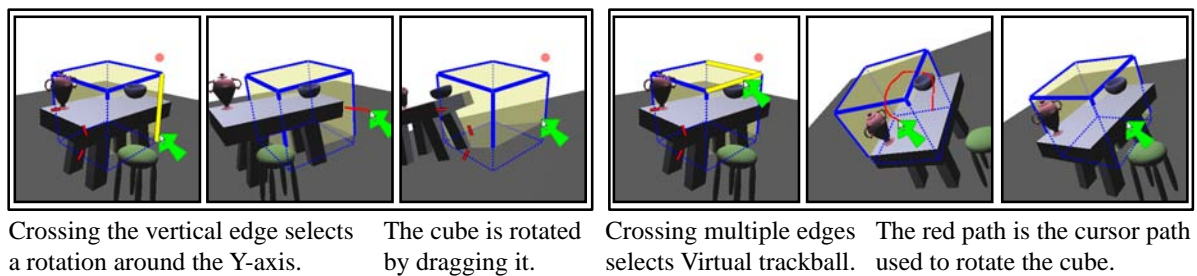 Crossing the vertical edge selects
a rotation around the Y-axis.
The cube is rotated
by dragging it.
Crossing multiple edges
selects Virtual trackball.
The red path is the cursor path
used to rotate the cube.